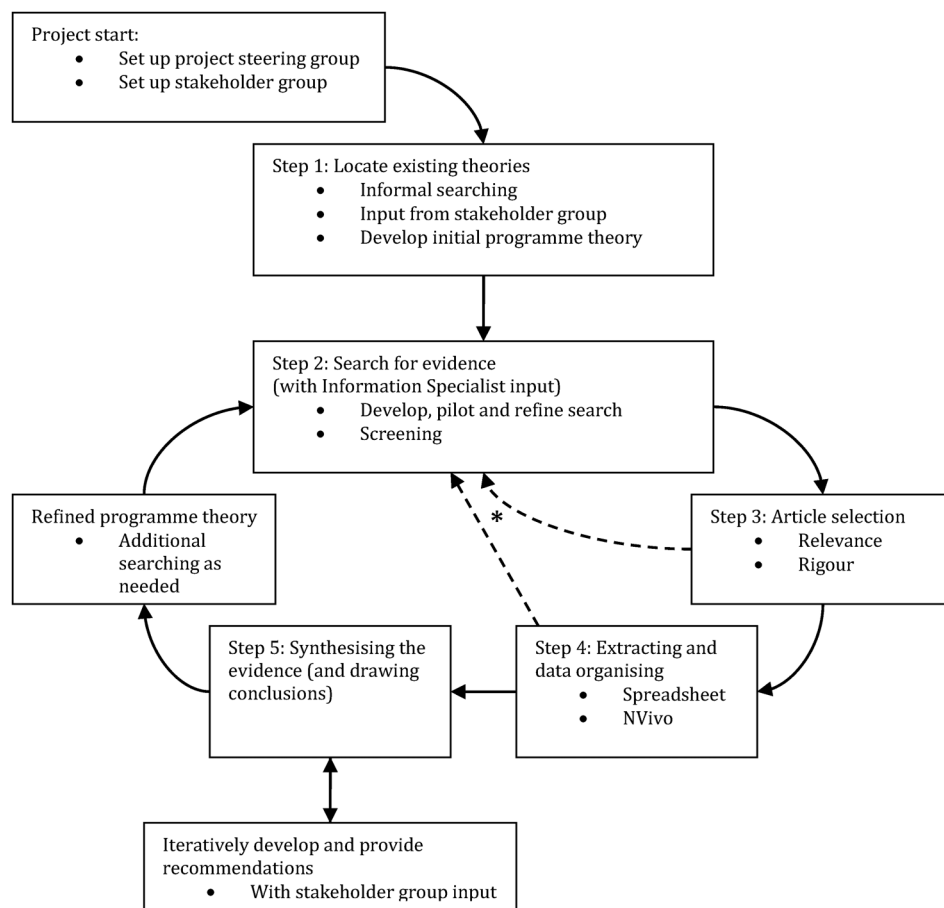 Project start:
• Set up project steering group
• Set up stakeholder group
Step 1: Locate existing theories
• Informal searching
• Input from stakeholder group
• Develop initial programme theory
Step 2: Search for evidence
(with Information Specialist input)
• Develop, pilot and refine search
• Screening
*
Refined programme theory
• Additional
searching as
needed
Step 3: Article selection
• Relevance
• Rigour
Step 5: Synthesising the
evidence (and drawing
conclusions)
Step 4: Extracting and
data organising
• Spreadsheet
• NVivo
Iteratively develop and provide
recommendations
• With stakeholder group input